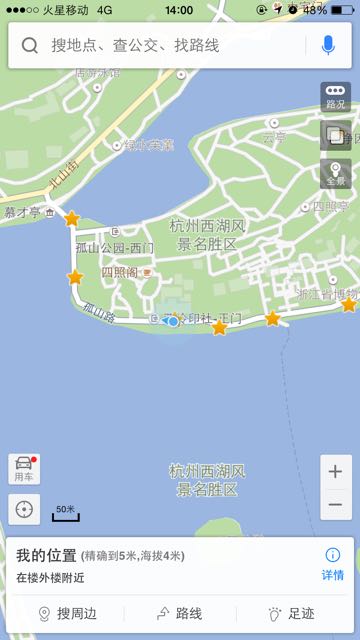 火星移动 4G 14:00 48%
搜地点、查公交、找路线
路况
全景
云亭
四照亭
北山街
慕才亭
杭州西湖风
景名胜区
孤山公园-西门
四照阁
浙江省博物
孤山路
印社-正门
杭州西湖风
景名胜区
用车
50米
我的位置 (精确到5米,海拔4米)
详情
在楼外楼附近
搜周边
路线
足迹